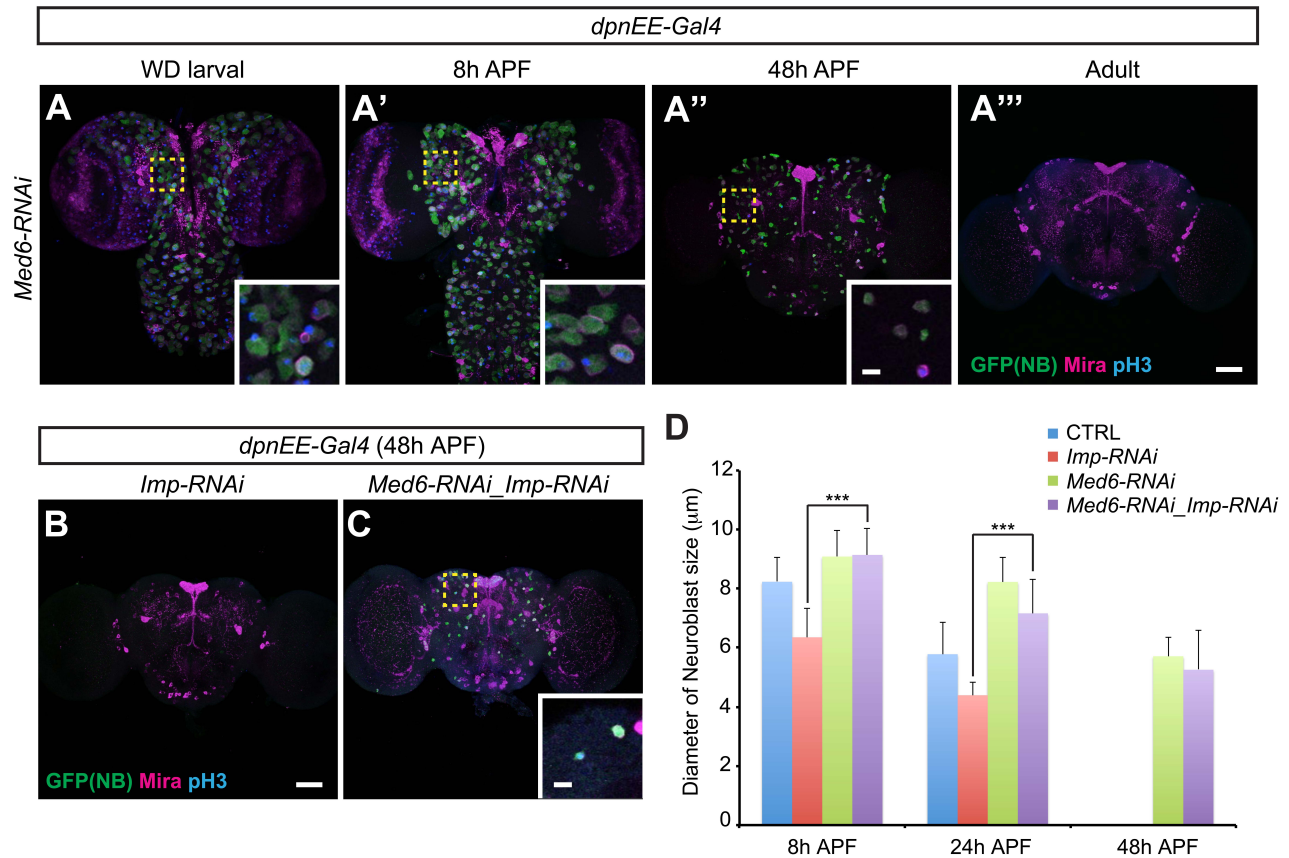 dpnEE-Gal4
WD larval
8h APF
48h APF
Adult
Med6-RNAi
A
A’
A’’
A’’’
GFP(NB) Mira pH3
dpnEE-Gal4 (48h APF)
Imp-RNAi
Med6-RNAi_Imp-RNAi
B
C
GFP(NB) Mira pH3
D
CTRL
Imp-RNAi
Med6-RNAi
Med6-RNAi_Imp-RNAi
Diameter of Neuroblast size (μm)
12
10
8
6
4
2
0
***
***
8h APF
24h APF
48h APF